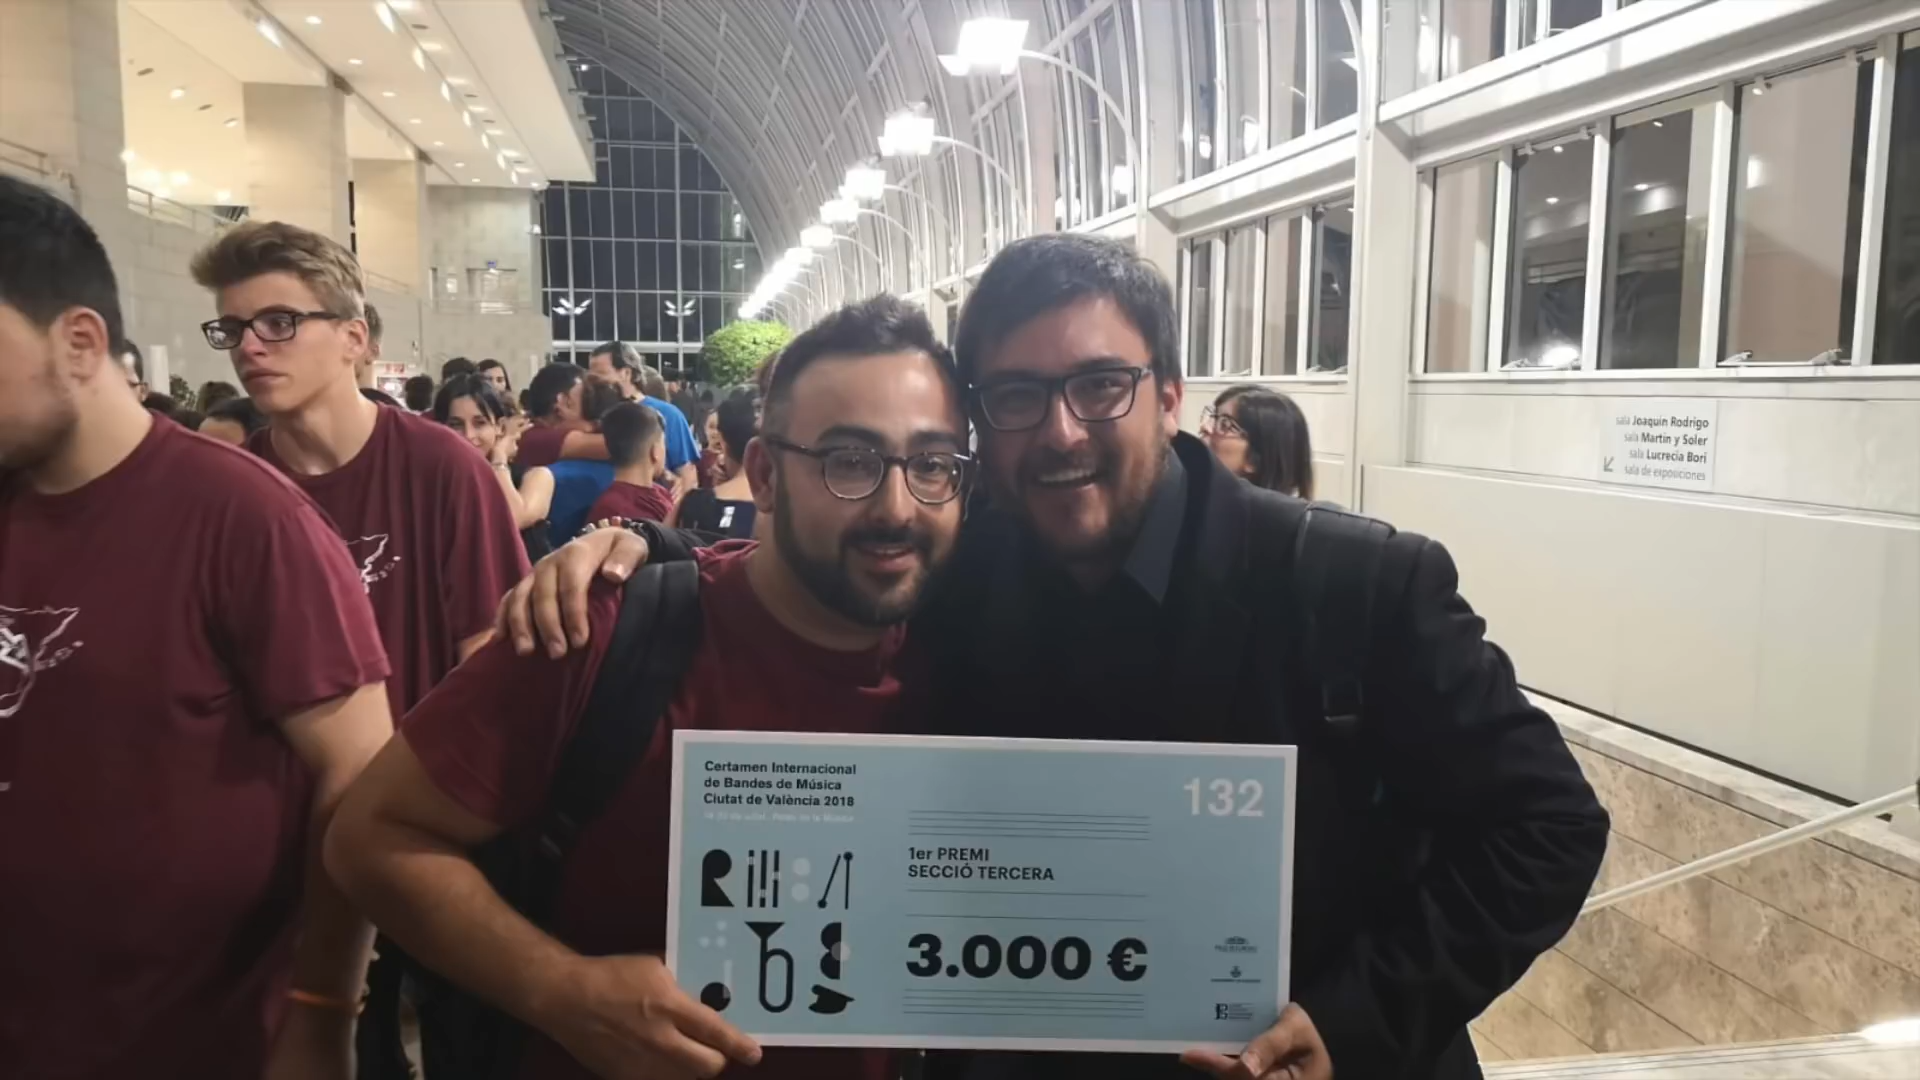 sala Joaquín Rodrigo
sala Martín y Soler
sala Lucrecia Bori
sala de exposiciones
Certamen Internacional
de Bandes de Música
Ciutat de València 2018
132
1er PREMI
SECCIÓ TERCERA
3.000 €